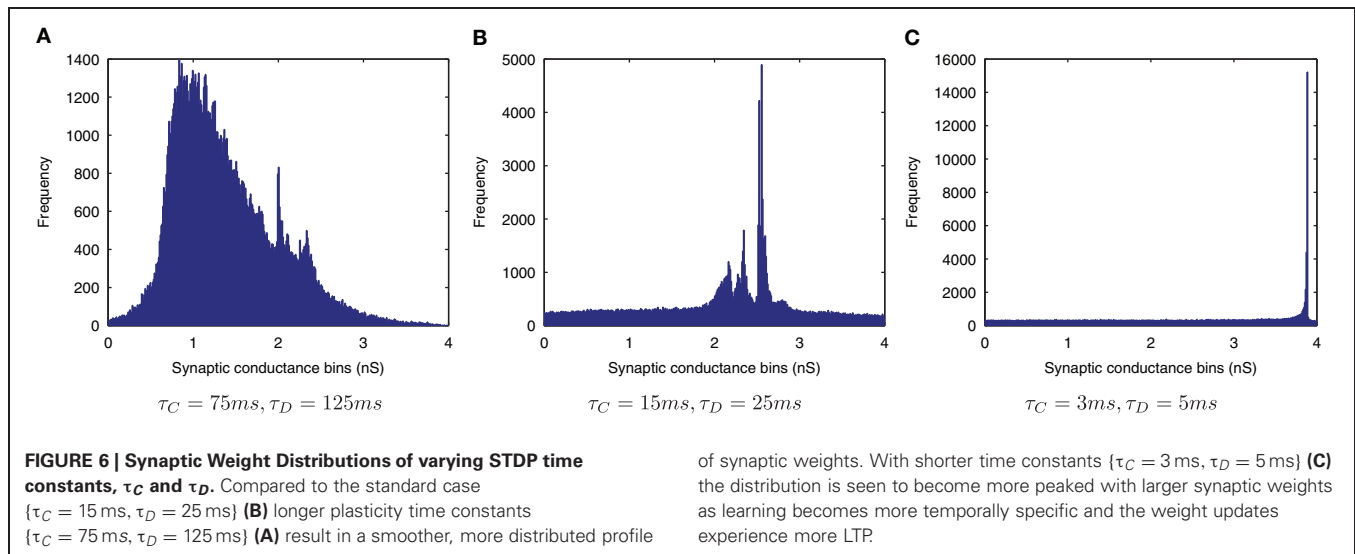 A
B
C
1400
1200
1000
800
600
400
200
0
Frequency
0 1 2 3 4
Synaptic conductance bins (nS)
5000
4000
3000
2000
1000
0
Frequency
0 1 2 3 4
Synaptic conductance bins (nS)
16000
14000
12000
10000
8000
6000
4000
2000
0
Frequency
0 1 2 3 4
Synaptic conductance bins (nS)
τC = 75ms, τD = 125ms
τC = 15ms, τD = 25ms
τC = 3ms, τD = 5ms
FIGURE 6 | Synaptic Weight Distributions of varying STDP time
constants, τC and τD. Compared to the standard case
{τC = 15 ms, τD = 25 ms} (B) longer plasticity time constants
{τC = 75 ms, τD = 125 ms} (A) result in a smoother, more distributed profile
of synaptic weights. With shorter time constants {τC = 3 ms, τD = 5 ms} (C)
the distribution is seen to become more peaked with larger synaptic weights
as learning becomes more temporally specific and the weight updates
experience more LTP.